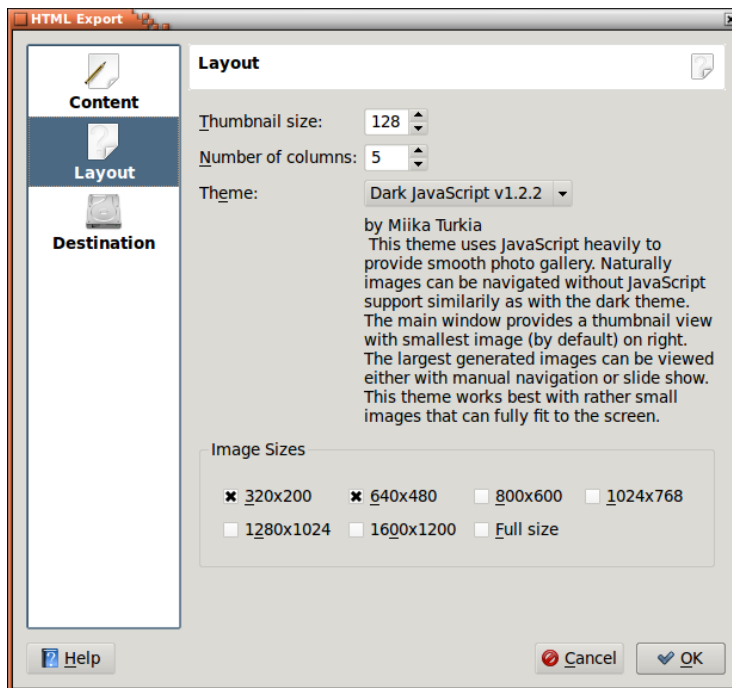 HTML Export
Content
Layout
Destination
Layout
Thumbnail size: 128
Number of columns: 5
Theme: Dark JavaScript v1.2.2
by Miika Turkia
This theme uses JavaScript heavily to
provide smooth photo gallery. Naturally
images can be navigated without JavaScript
support similarily as with the dark theme.
The main window provides a thumbnail view
with smallest image (by default) on right.
The largest generated images can be viewed
either with manual navigation or slide show.
This theme works best with rather small
images that can fully fit to the screen.
Image Sizes
320x200 640x480 800x600 1024x768
1280x1024 1600x1200 Full size
Help Cancel OK